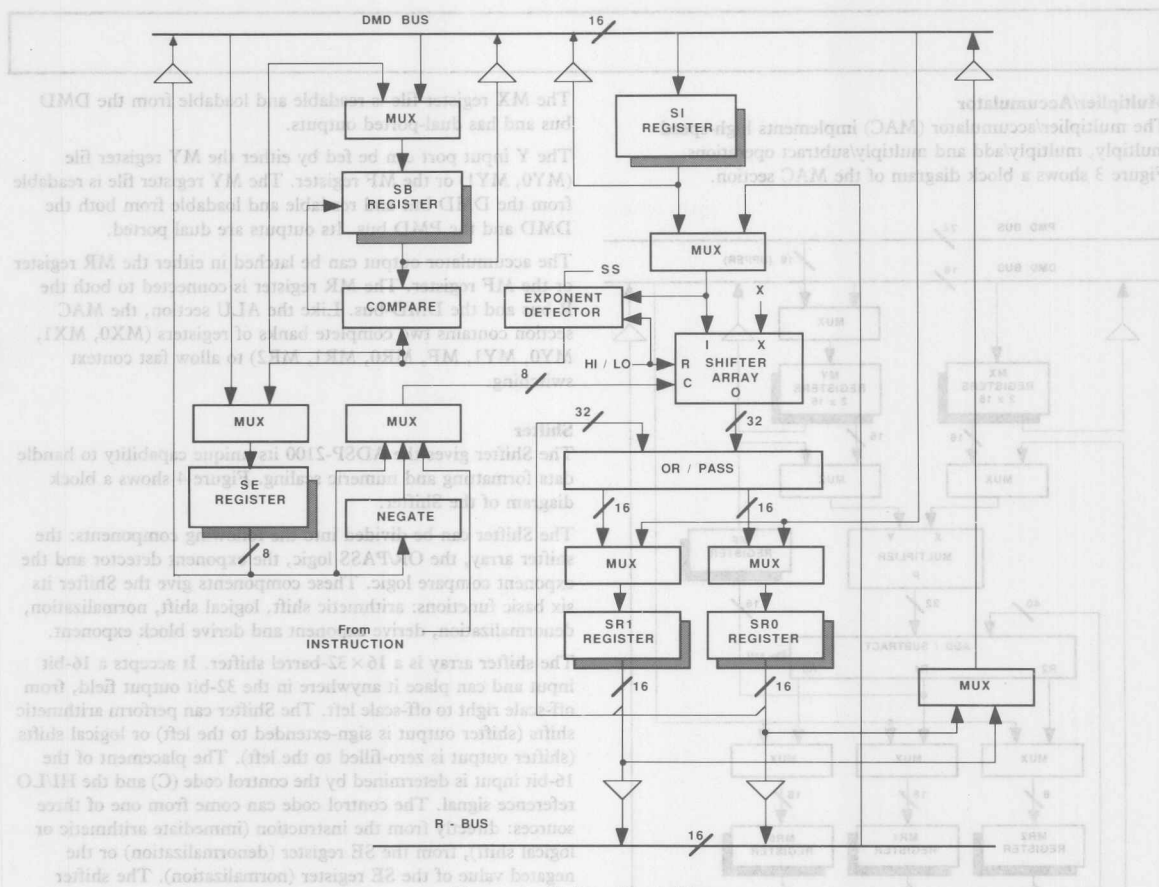 DMD BUS
16
MUX
SI
REGISTER
SB
REGISTER
MUX
SS
COMPARE
EXPONENT
DETECTOR
X
I X
HI / LO
R SHIFTER
ARRAY
C O
8
MUX
MUX
32
32
OR / PASS
SE
REGISTER
16
16
NEGATE
8
MUX
MUX
From
INSTRUCTION
SR1
REGISTER
SR0
REGISTER
16
16
MUX
R - BUS
16
The MX register file is readable and loadable from the DMD
bus and has dual-ported outputs.
The Y input port can be fed by either the MY register file
(MY0, MY1) or the MF register. The MY register file is readable
from the DMD and readable and loadable from both the
DMD and the PMD bus. Its outputs are dual ported.
The accumulator output can be latched in either the MR register
or the MF register. The MR register is connected to both the
and the DMD bus. Like the ALU section, the MAC
section contains two complete banks of registers (MX0, MX1,
MY0, MY1, MF, MR0, MR1, MR2) to allow fast context
switching.
Shifter
The Shifter gives the ADSP-2100 its unique capability to handle
data formatting and numeric scaling. Figure 4 shows a block
diagram of the Shifter.
The Shifter can be divided into the following components: the
shifter array, the OR/PASS logic, the exponent detector and the
exponent compare logic. These components give the Shifter its
six basic functions: arithmetic shift, logical shift, normalization,
denormalization, derive exponent and derive block exponent.
The shifter array is a 16×32-barrel shifter. It accepts a 16-bit
input and can place it anywhere in the 32-bit output field, from
off-scale right to off-scale left. The Shifter can perform arithmetic
shifts (shifter output is sign-extended to the left) or logical shifts
(shifter output is zero-filled to the left). The placement of the
16-bit input is determined by the control code (C) and the HI/LO
reference signal. The control code can come from one of three
sources: directly from the instruction (immediate arithmetic or
logical shift), from the SE register (denormalization) or the
negated value of the SE register (normalization). The shifter
Multiplier/Accumulator
The multiplier/accumulator (MAC) implements high
multiply, multiply/add and multiply/subtract operations.
Figure 3 shows a block diagram of the MAC section.
PMD BUS
DMD BUS